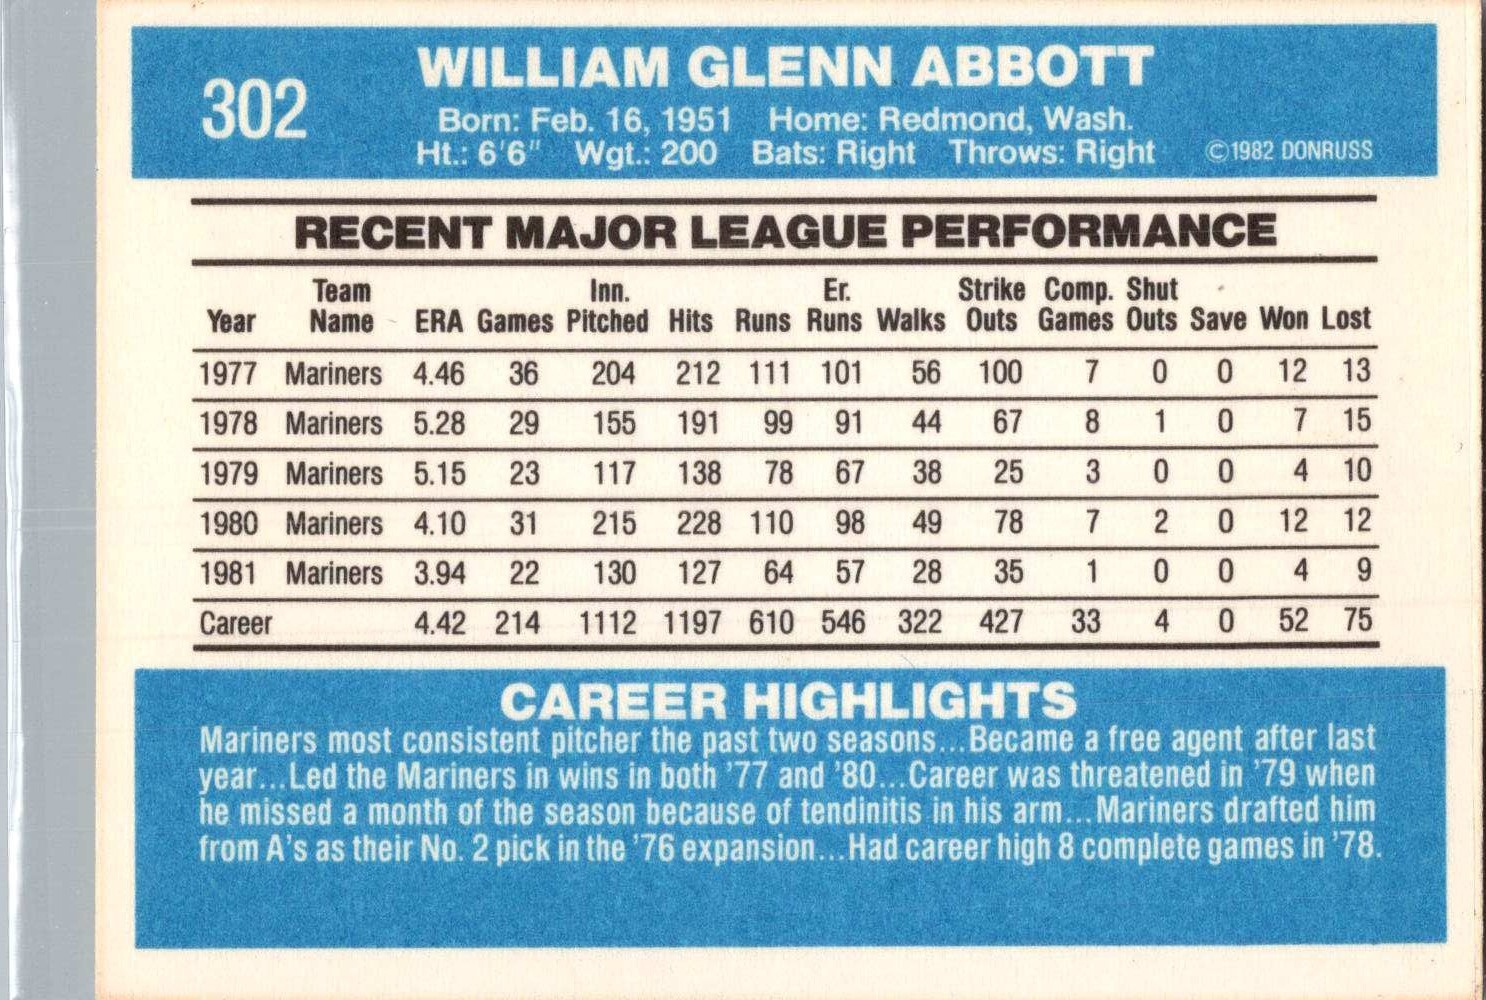 302
WILLIAM GLENN ABBOTT
Born: Feb. 16, 1951 Home: Redmond, Wash.
Ht.: 6'6" Wgt.: 200 Bats: Right Throws: Right
©1982 DONRUSS
RECENT MAJOR LEAGUE PERFORMANCE
Team Inn. Er. Strike Comp. Shut
Year Name ERA Games Pitched Hits Runs Runs Walks Outs Games Outs Save Won Lost
1977 Mariners 4.46 36 204 212 111 101 56 100 7 0 0 12 13
1978 Mariners 5.28 29 155 191 99 91 44 67 8 1 0 7 15
1979 Mariners 5.15 23 117 138 78 67 38 25 3 0 0 4 10
1980 Mariners 4.10 31 215 228 110 98 49 78 7 2 0 12 12
1981 Mariners 3.94 22 130 127 64 57 28 35 1 0 0 4 9
Career 4.42 214 1112 1197 610 546 322 427 33 4 0 52 75
CAREER HIGHLIGHTS
Mariners most consistent pitcher the past two seasons...Became a free agent after last
year...Led the Mariners in wins in both '77 and '80...Career was threatened in '79 when
he missed a month of the season because of tendinitis in his arm...Mariners drafted him
from A's as their No. 2 pick in the '76 expansion...Had career high 8 complete games in '78.